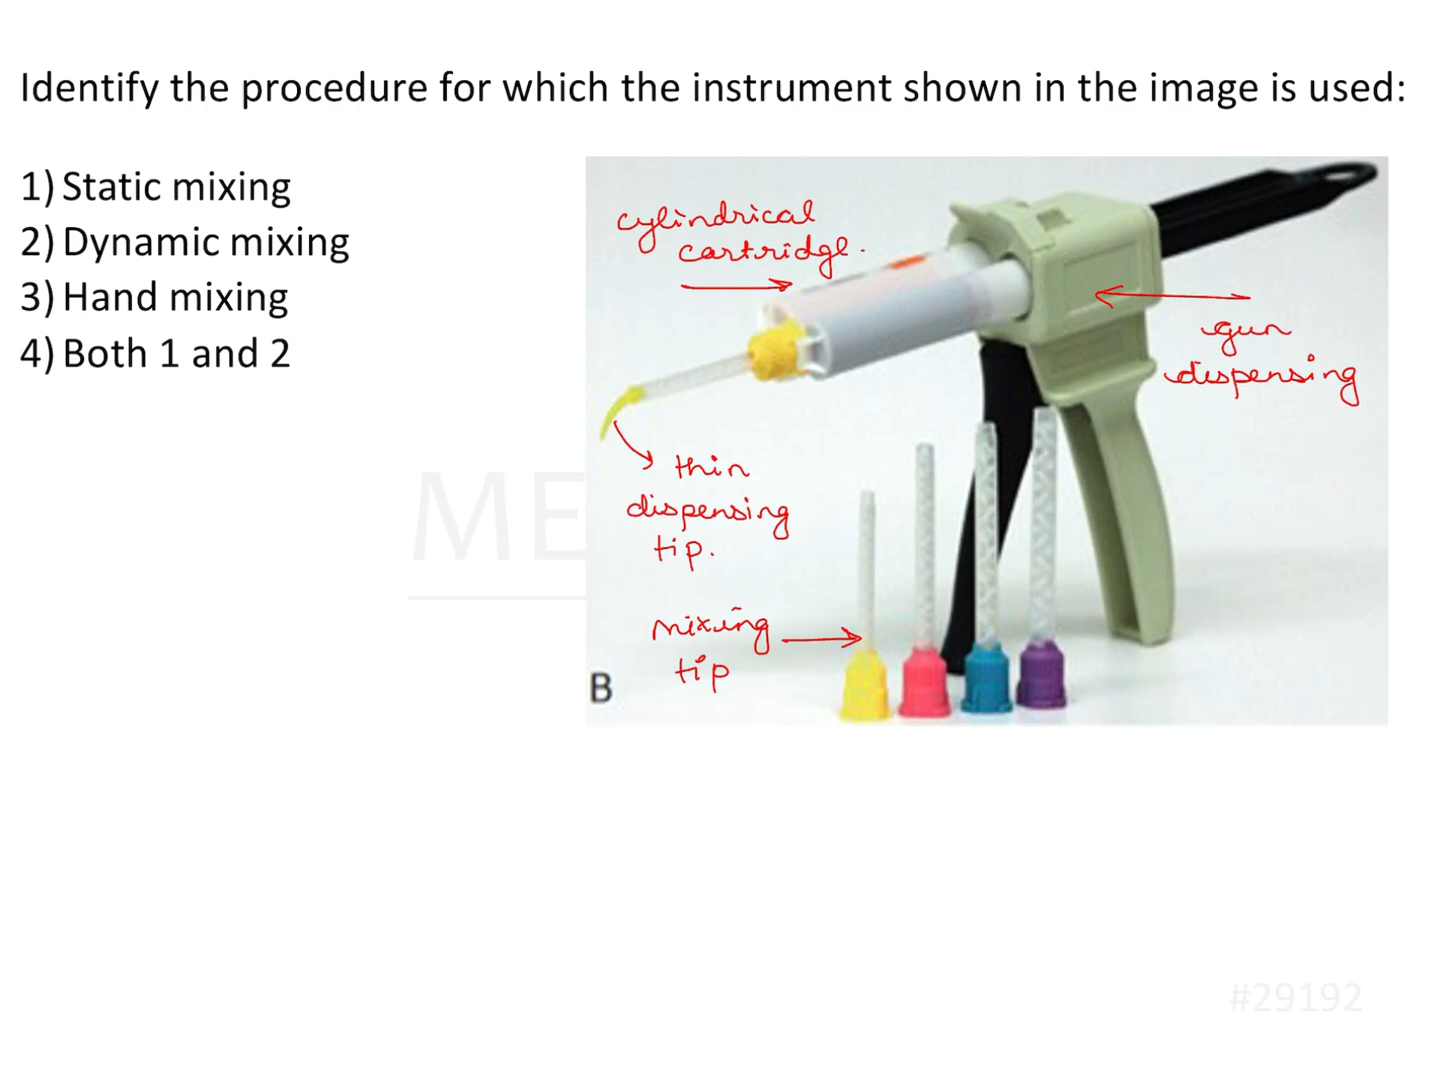 Identify the procedure for which the instrument shown in the image is used:
1) Static mixing
2) Dynamic mixing
3) Hand mixing
4) Both 1 and 2
cylindrical
cartridge.
gun
dispensing
thin
dispensing
tip.
mixing
tip
B
ME
#29192